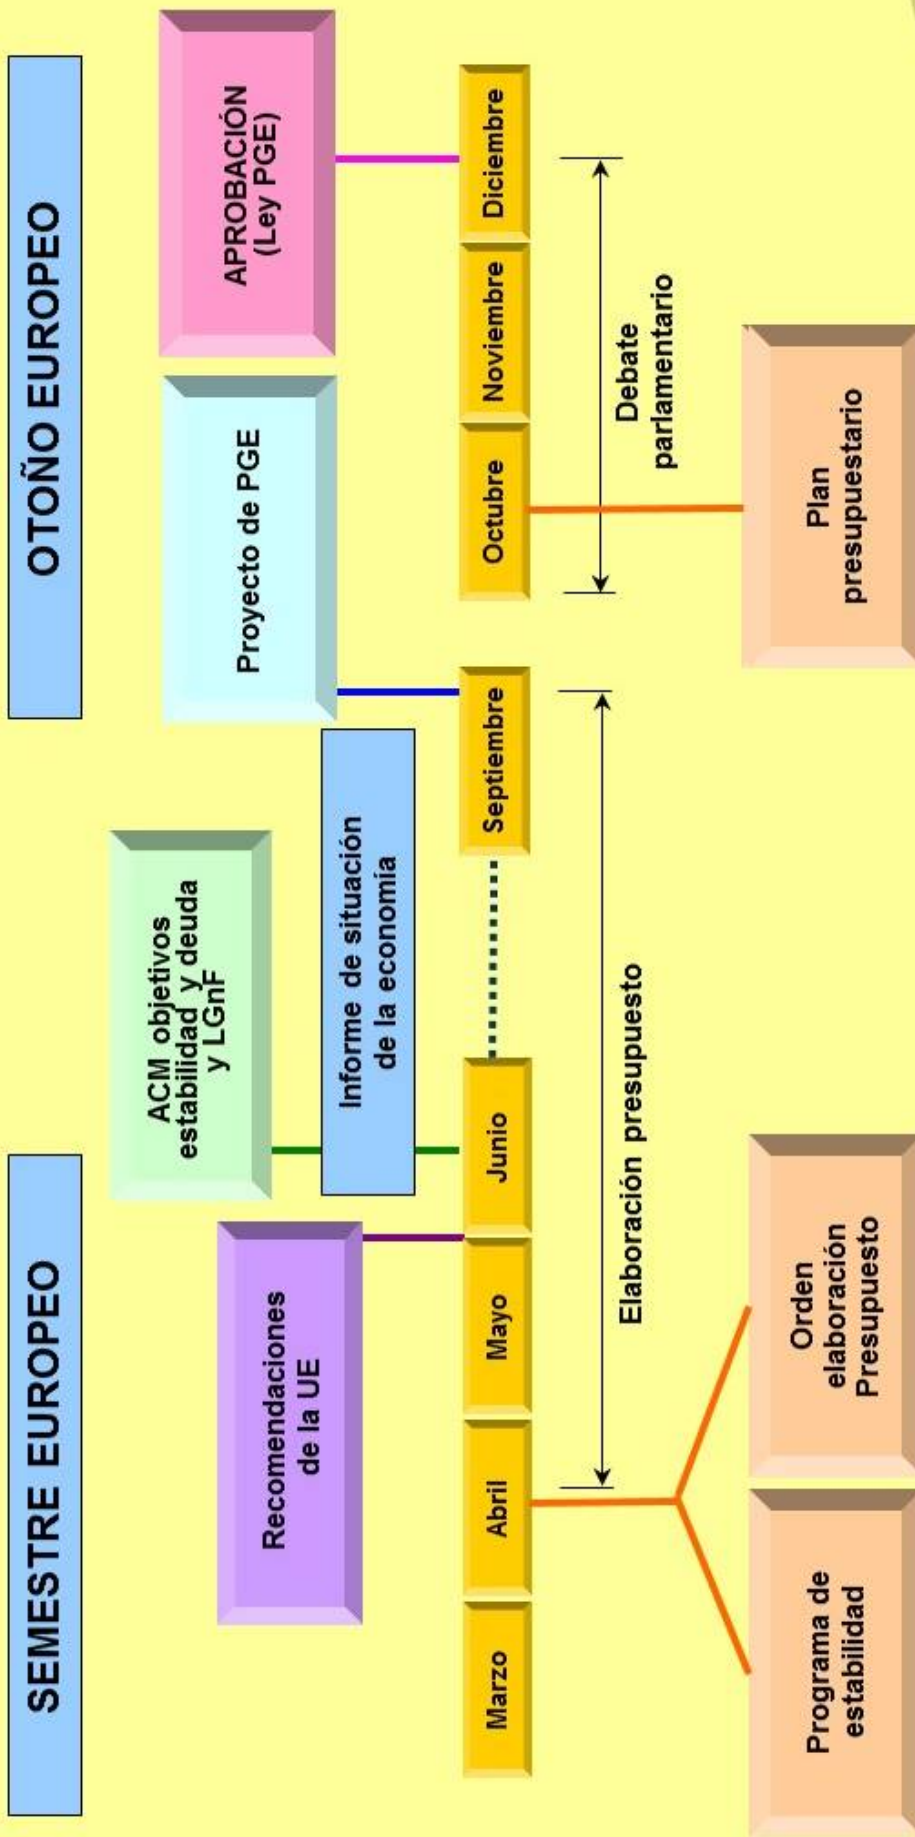 SEMESTRE EUROPEO
OTOÑO EUROPEO
Recomendaciones
de la UE
ACM objetivos
estabilidad y deuda
y LGnF
Informe de situación
de la economía
Proyecto de PGE
APROBACIÓN
(Ley PGE)
Marzo
Abril
Mayo
Junio
Septiembre
Octubre
Noviembre
Diciembre
Elaboración presupuesto
Debate
parlamentario
Programa de
estabilidad
Orden
elaboración
Presupuesto
Plan
presupuestario